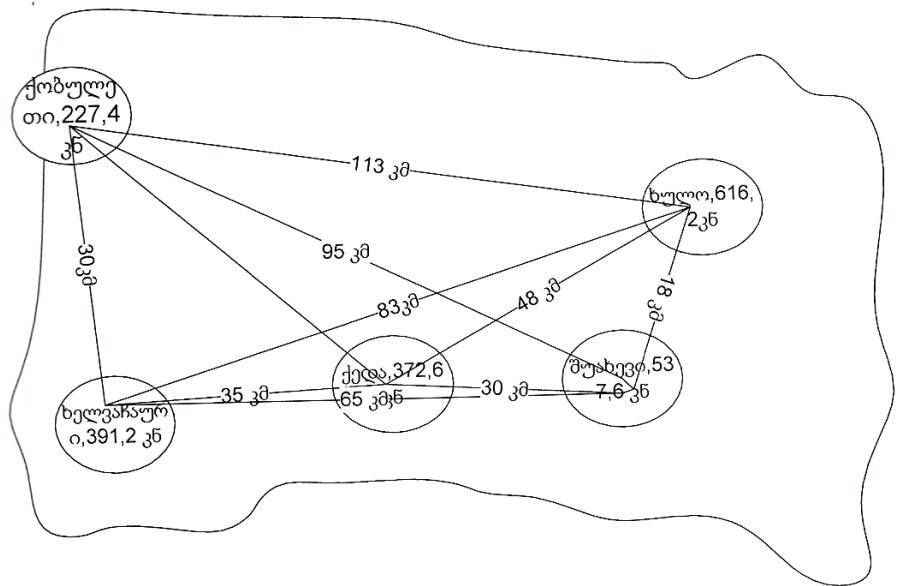 ქობულე
თი,227,4
კნ
113 კმ
ხულო,616,
2კნ
95 კმ
30კმ
18 კმ
48 კმ
83კმ
ქედა,372,6
კნ
შუახევი,53
7,6 კნ
35 კმ
30 კმ
65 კმ
ხელვაჩაურ
ი,391,2 კნ